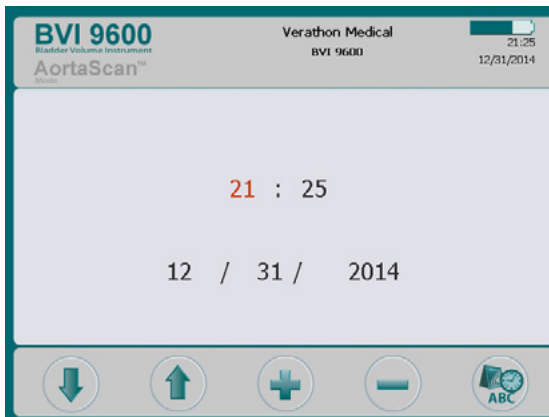 BVI 9600
Bladder Volume Instrument
AortaScan™
Mode
Verathon Medical
BVI 9600
21:25
12/31/2014
21 : 25
12 / 31 / 2014
ABC